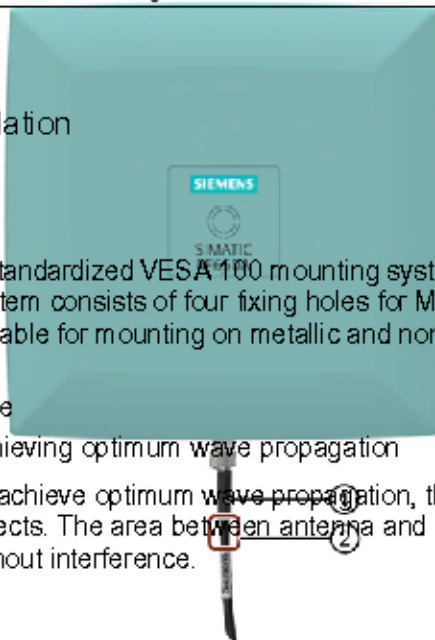 lation
SIEMENS
SIMATIC
tandardized VESA 100 mounting syst
tem consists of four fixing holes for M
able for mounting on metallic and non
e
hieving optimum wave propagation
achieve optimum wave propagation, th
1
ects. The area between antenna and
2
hout interference.